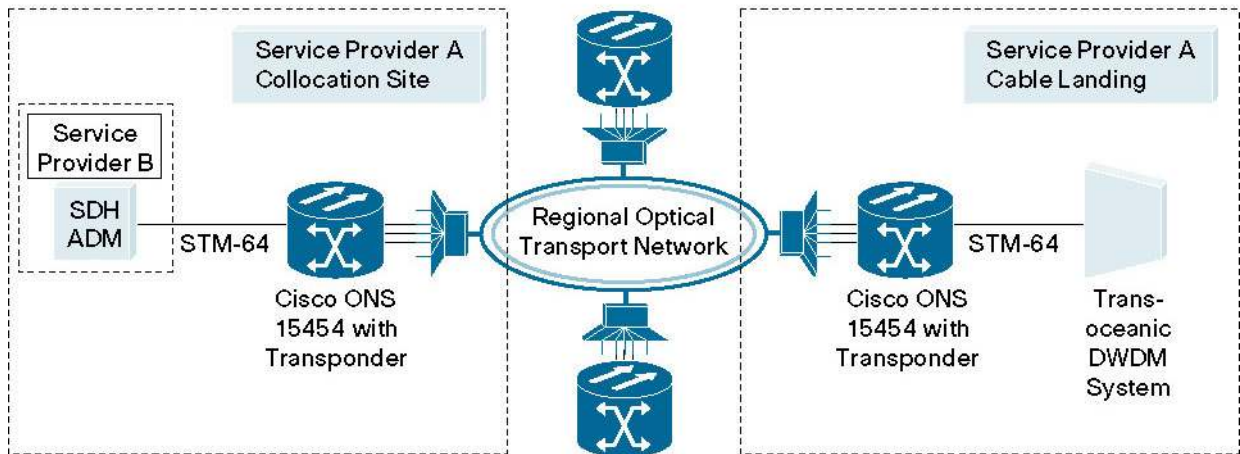 Service Provider A
Collocation Site
Service
Provider B
SDH
ADM
STM-64
Cisco ONS
15454 with
Transponder
Regional Optical
Transport Network
Service Provider A
Cable Landing
Cisco ONS
15454 with
Transponder
STM-64
Trans-
oceanic
DWDM
System